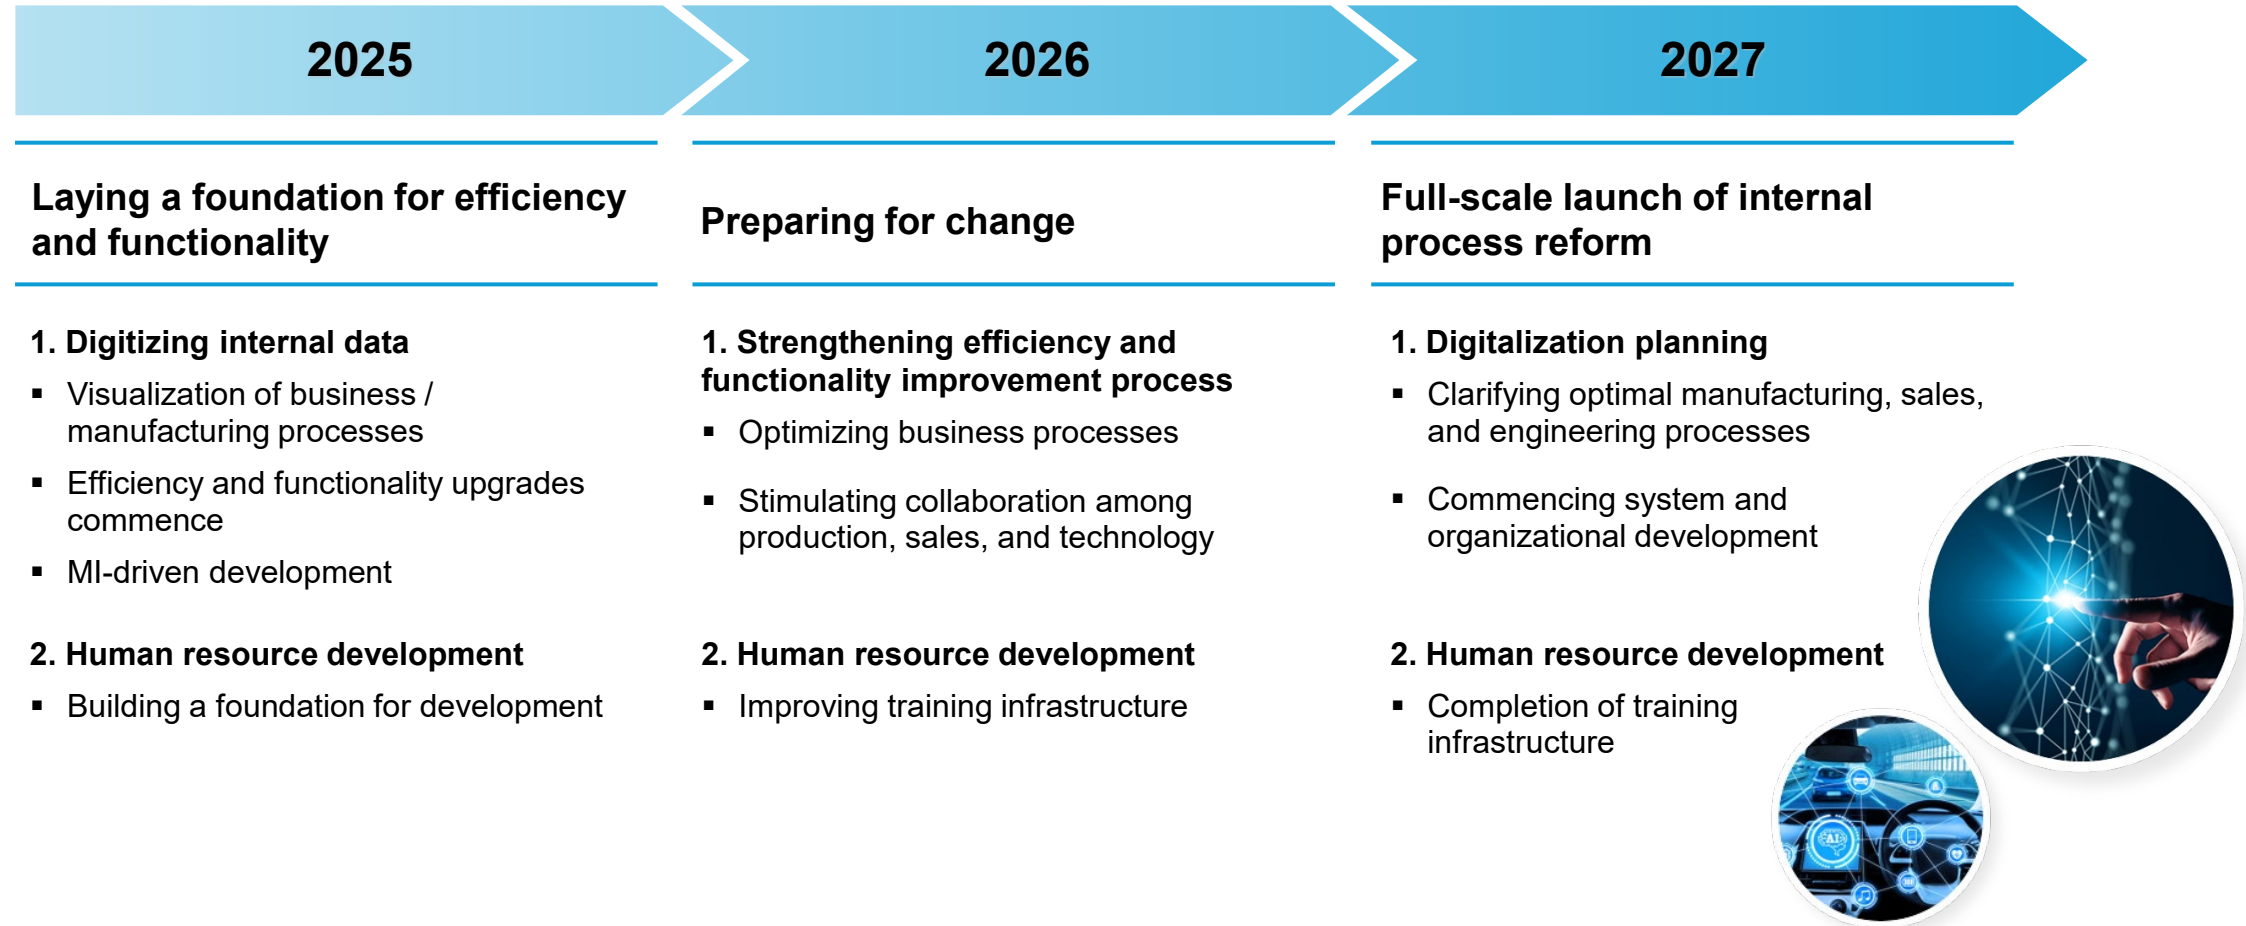 2025
2026
2027
Laying a foundation for efficiency
and functionality
Preparing for change
Full-scale launch of internal
process reform
1. Digitizing internal data
▪ Visualization of business /
manufacturing processes
▪ Efficiency and functionality upgrades
commence
▪ MI-driven development
2. Human resource development
▪ Building a foundation for development
1. Strengthening efficiency and
functionality improvement process
▪ Optimizing business processes
▪ Stimulating collaboration among
production, sales, and technology
2. Human resource development
▪ Improving training infrastructure
1. Digitalization planning
▪ Clarifying optimal manufacturing, sales,
and engineering processes
▪ Commencing system and
organizational development
2. Human resource development
▪ Completion of training
infrastructure
AI